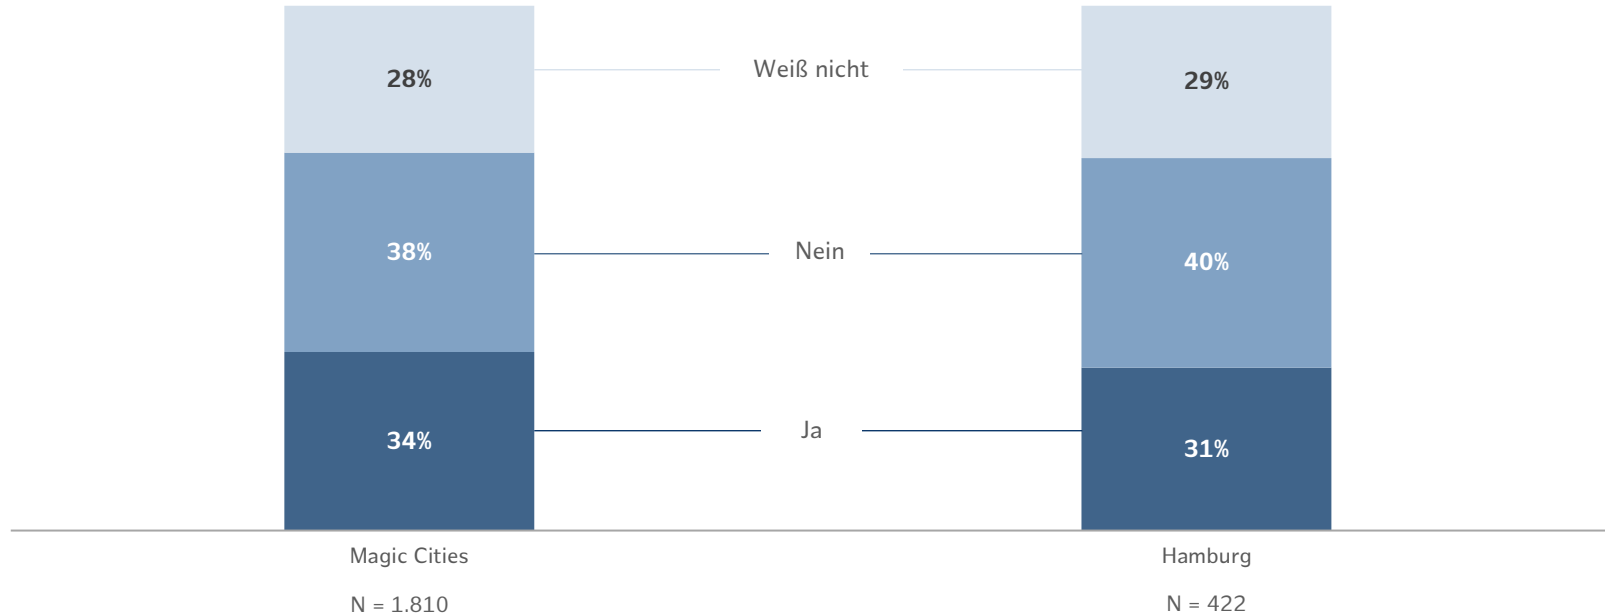 28%
Weiß nicht
29%
38%
Nein
40%
34%
Ja
31%
Magic Cities
Hamburg
N = 1.810
N = 422